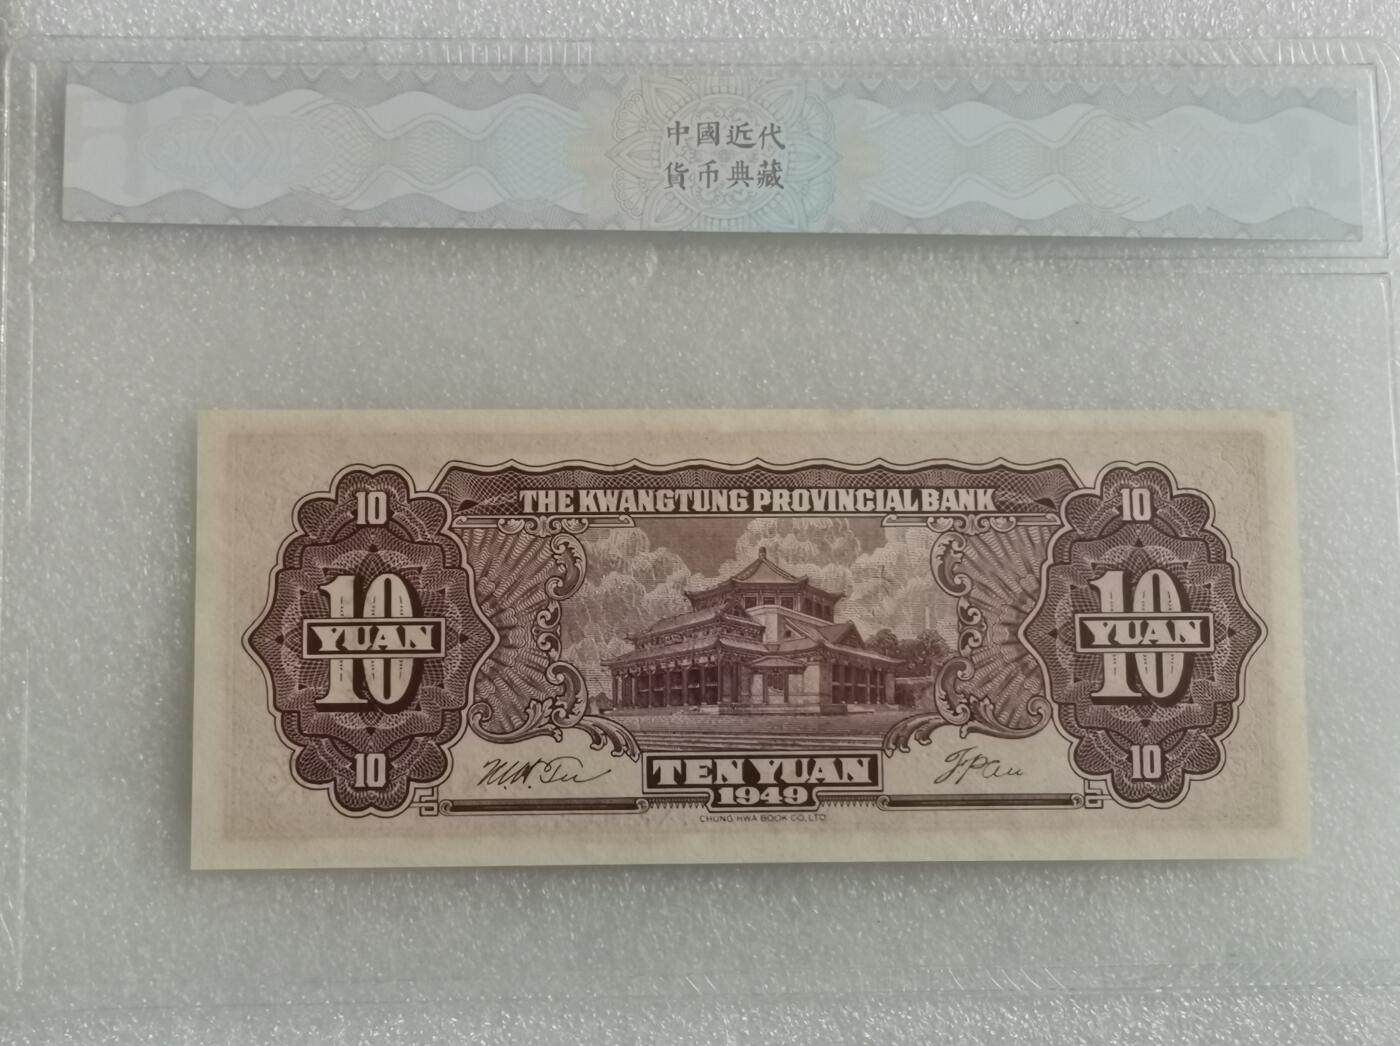 中國近代
貨币典藏
THE KWANGTUNG PROVINCIAL BANK
10
10
10
YUAN
10
YUAN
10
10
TEN YUAN
1949
CHUNG HWA BOOK CO., LTD.